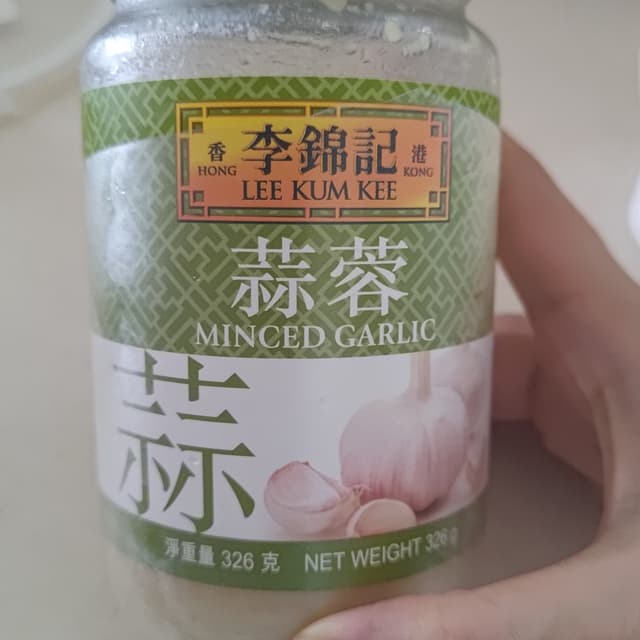 香 李錦記 港
HONG LEE KUM KEE KONG
蒜蓉
MINCED GARLIC
蒜
淨重量 326 克 NET WEIGHT 326 g